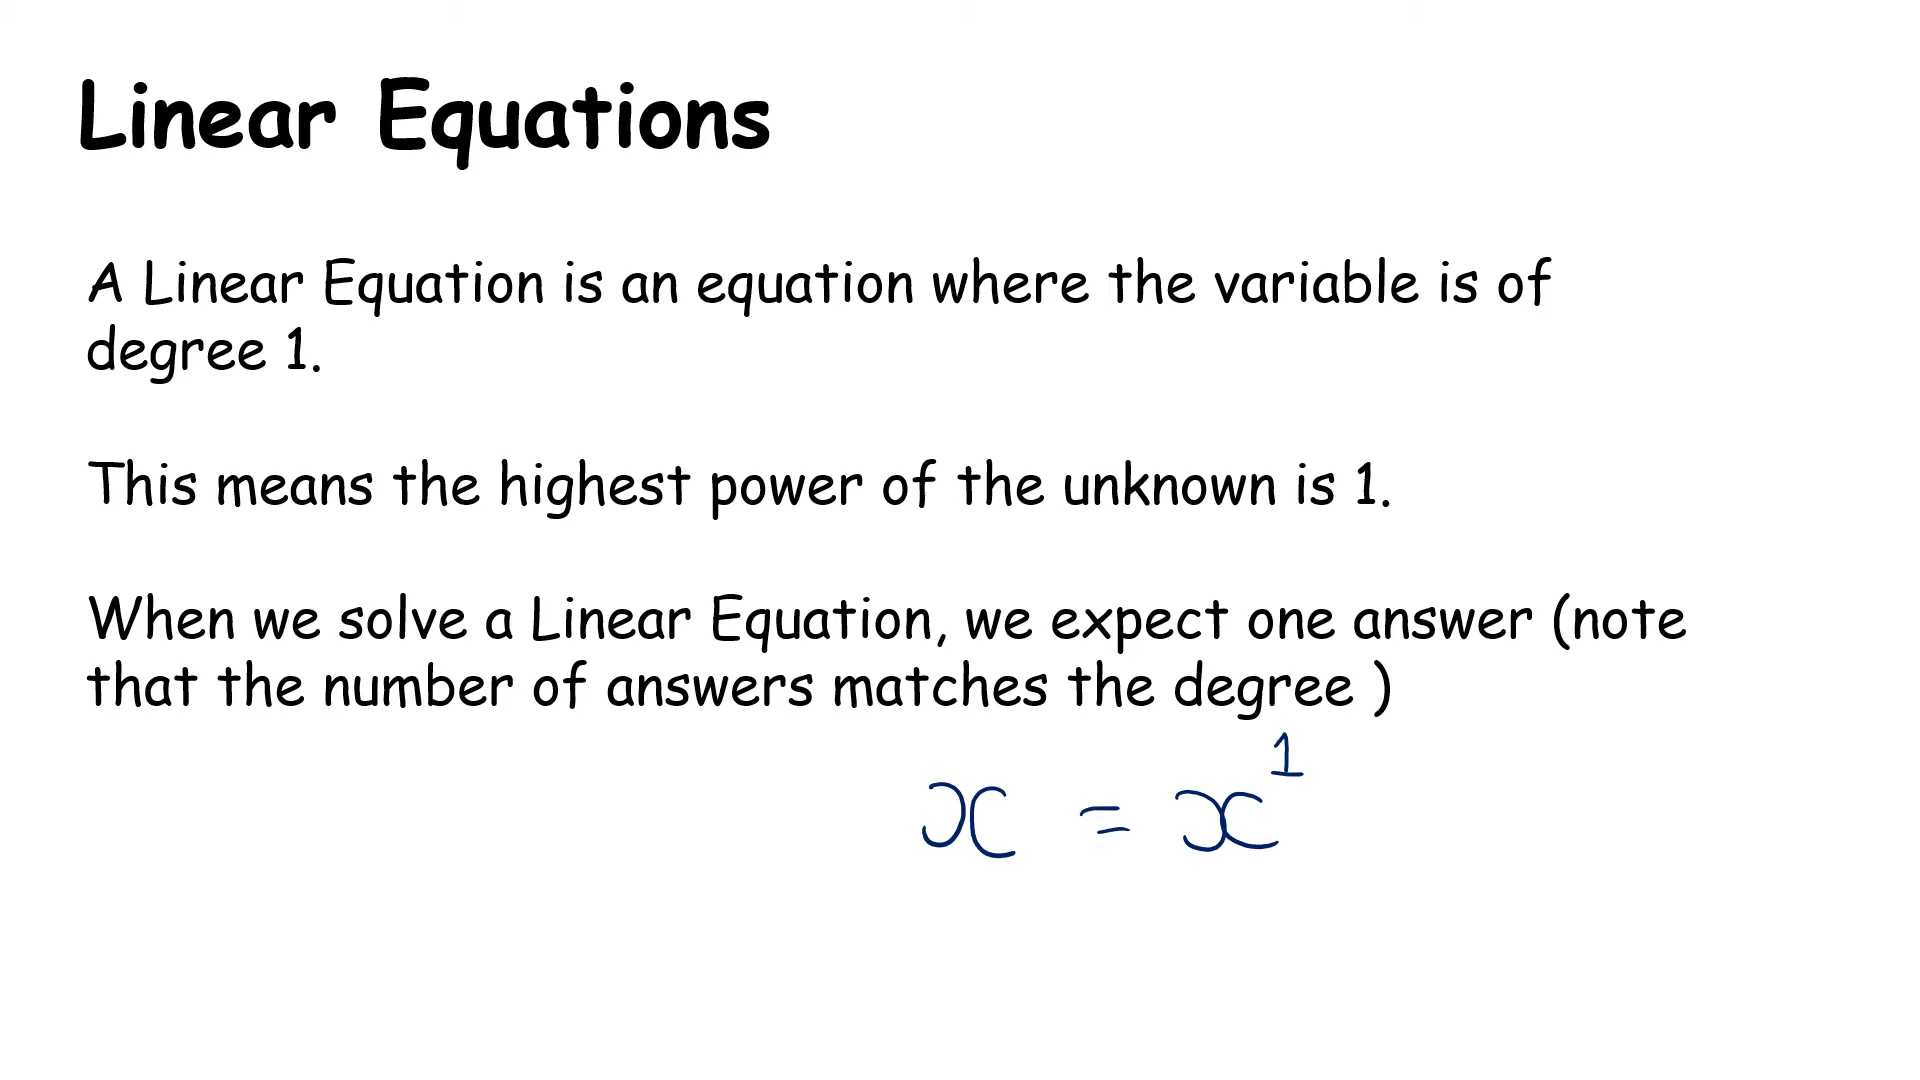 Linear Equations
A Linear Equation is an equation where the variable is of
degree 1.
This means the highest power of the unknown is 1.
When we solve a Linear Equation, we expect one answer (note
that the number of answers matches the degree )
x = x¹